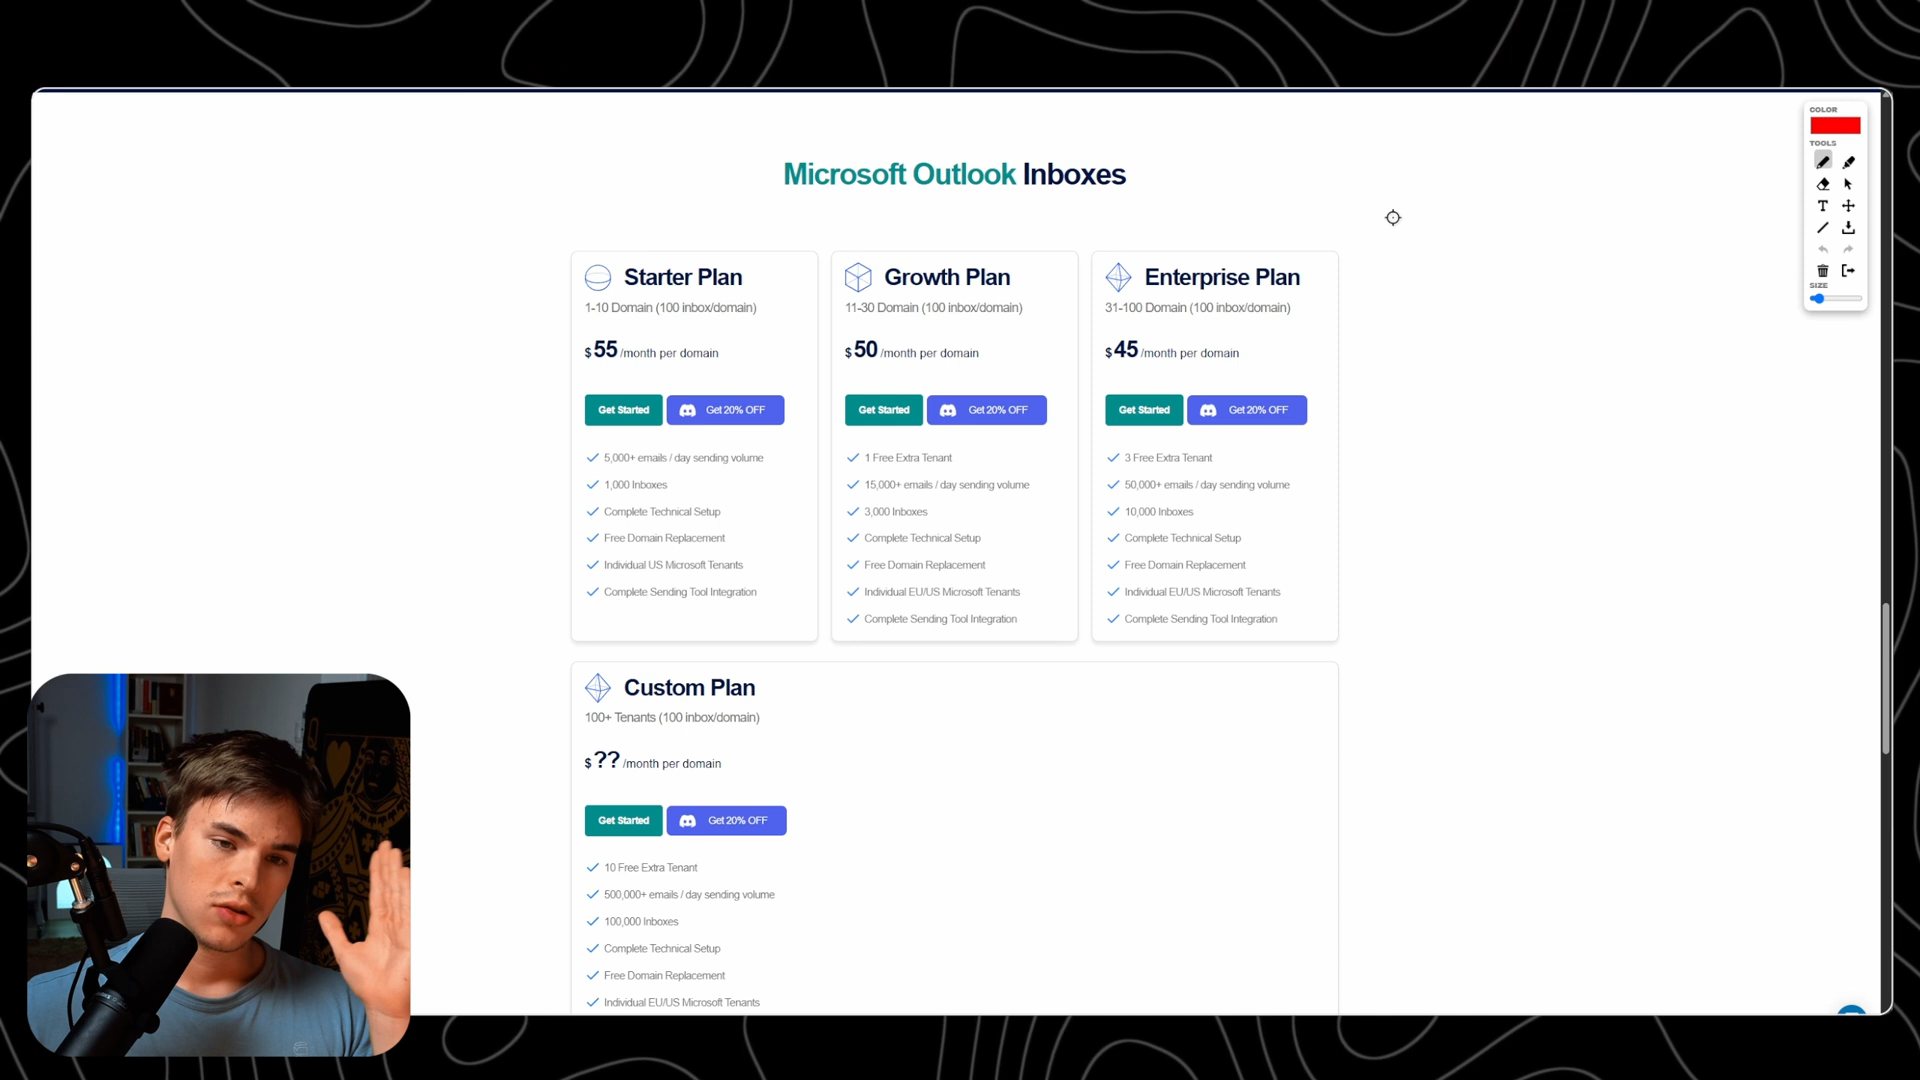 COLOR
TOOLS
SIZE
Microsoft Outlook Inboxes
Starter Plan
1-10 Domain (100 inbox/domain)
$ 55 /month per domain
Get Started
Get 20% OFF
5,000+ emails / day sending volume
1,000 Inboxes
Complete Technical Setup
Free Domain Replacement
Individual US Microsoft Tenants
Complete Sending Tool Integration
Growth Plan
11-30 Domain (100 inbox/domain)
$ 50 /month per domain
Get Started
Get 20% OFF
1 Free Extra Tenant
15,000+ emails / day sending volume
3,000 Inboxes
Complete Technical Setup
Free Domain Replacement
Individual EU/US Microsoft Tenants
Complete Sending Tool Integration
Enterprise Plan
31-100 Domain (100 inbox/domain)
$ 45 /month per domain
Get Started
Get 20% OFF
3 Free Extra Tenant
50,000+ emails / day sending volume
10,000 Inboxes
Complete Technical Setup
Free Domain Replacement
Individual EU/US Microsoft Tenants
Complete Sending Tool Integration
Custom Plan
100+ Tenants (100 inbox/domain)
$ ?? /month per domain
Get Started
Get 20% OFF
10 Free Extra Tenant
500,000+ emails / day sending volume
100,000 Inboxes
Complete Technical Setup
Free Domain Replacement
Individual EU/US Microsoft Tenants